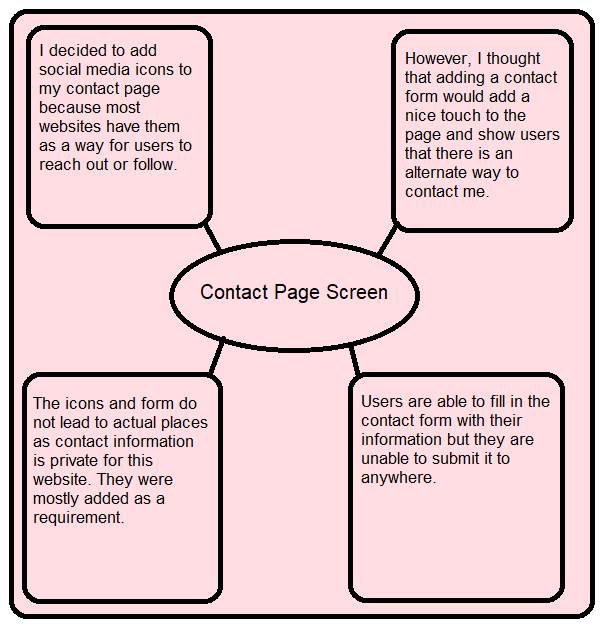 I decided to add
social media icons to
my contact page
because most
websites have them
as a way for users to
reach out or follow.
However, I thought
that adding a contact
form would add a
nice touch to the
page and show users
that there is an
alternate way to
contact me.
Contact Page Screen
The icons and form do
not lead to actual places
as contact information
is private for this
website. They were
mostly added as a
requirement.
Users are able to fill in the
contact form with their
information but they are
unable to submit it to
anywhere.